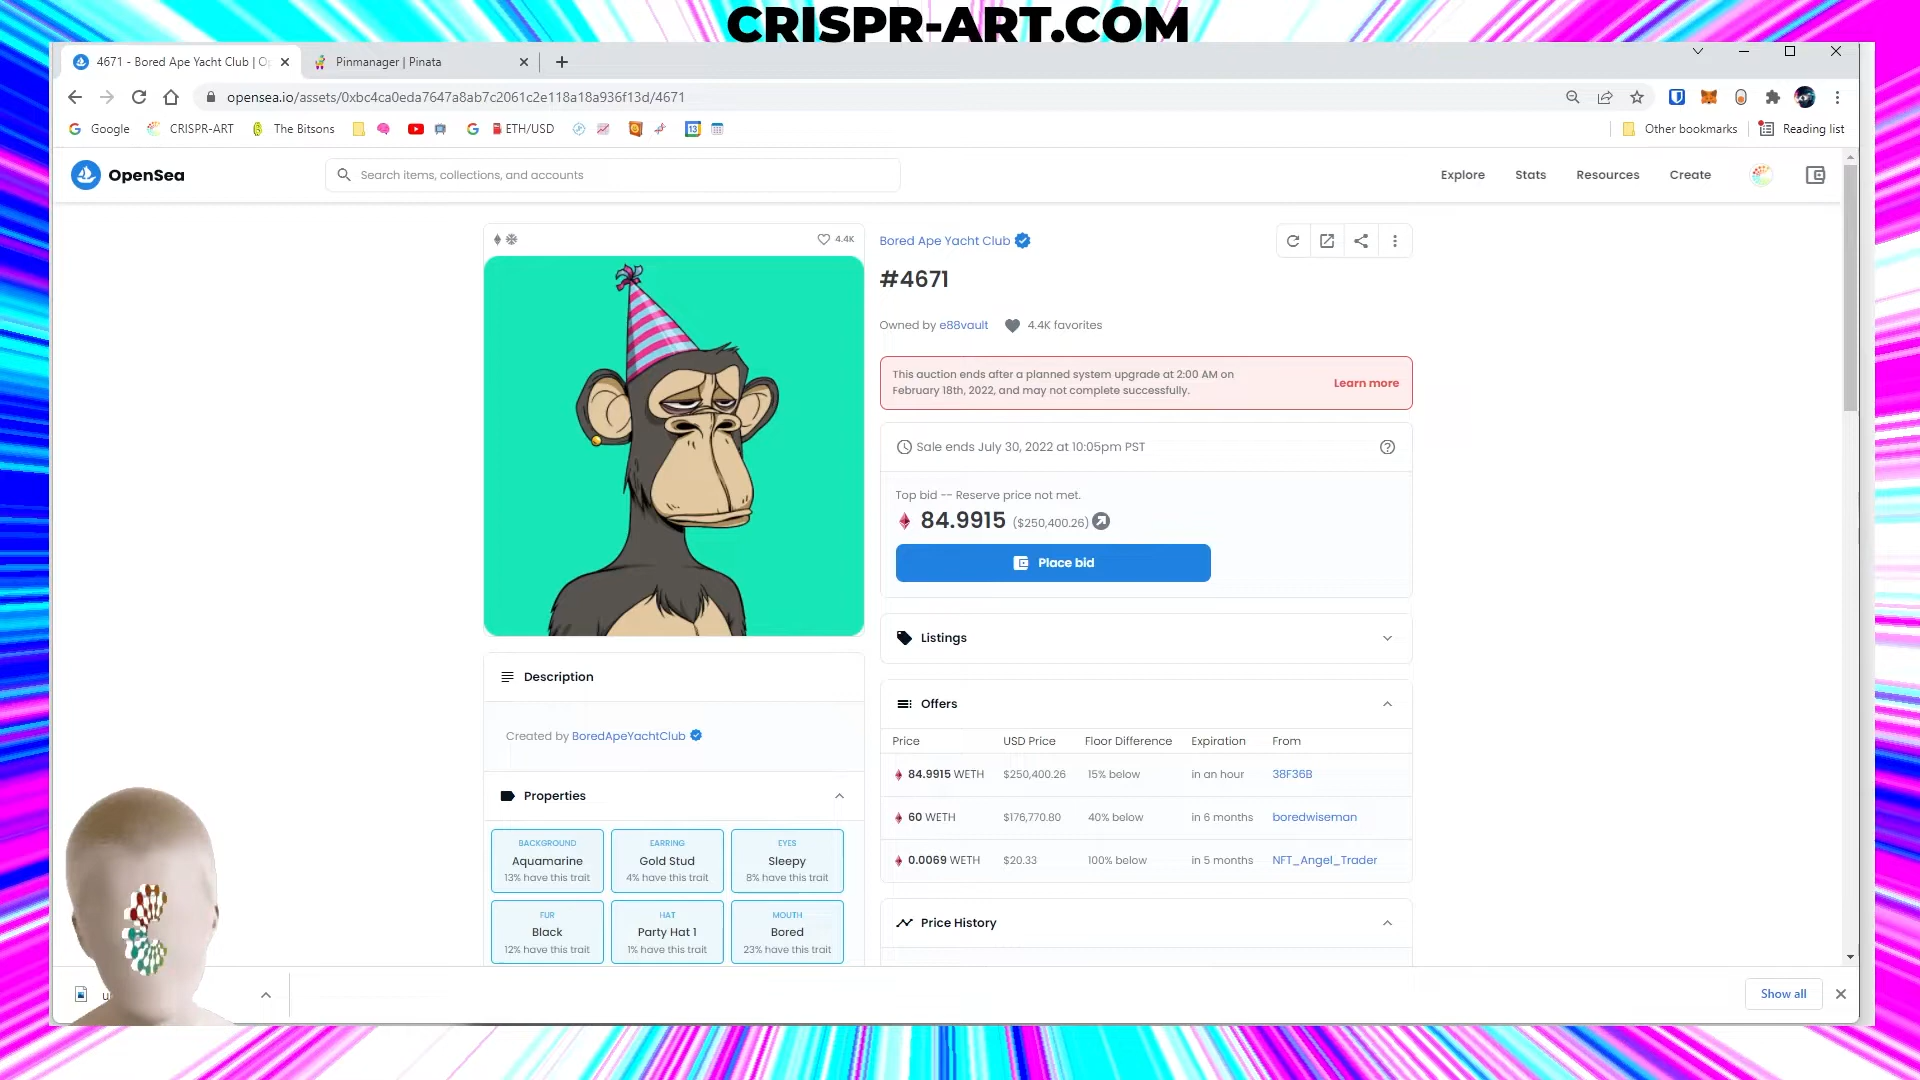 CRISPR-ART.COM
4671 - Bored Ape Yacht Club | O
Pinmanager | Pinata
opensea.io/assets/0xbc4ca0eda7647a8ab7c2061c2e118a18a936f13d/4671
Google
CRISPR-ART
The Bitsons
ETH/USD
13
Other bookmarks
Reading list
OpenSea
Search items, collections, and accounts
Explore
Stats
Resources
Create
4.4K
Bored Ape Yacht Club
#4671
Owned by e88vault
4.4K favorites
This auction ends after a planned system upgrade at 2:00 AM on
February 18th, 2022, and may not complete successfully.
Learn more
Sale ends July 30, 2022 at 10:05pm PST
Top bid -- Reserve price not met.
84.9915 ($250,400.26)
Place bid
Listings
Offers
Price USD Price Floor Difference Expiration From
84.9915 WETH $250,400.26 15% below in an hour 38F36B
60 WETH $176,770.80 40% below in 6 months boredwiseman
0.0069 WETH $20.33 100% below in 5 months NFT_Angel_Trader
Price History
Description
Created by BoredApeYachtClub
Properties
BACKGROUND
Aquamarine
13% have this trait
EARRING
Gold Stud
4% have this trait
EYES
Sleepy
8% have this trait
FUR
Black
12% have this trait
HAT
Party Hat 1
1% have this trait
MOUTH
Bored
23% have this trait
Show all